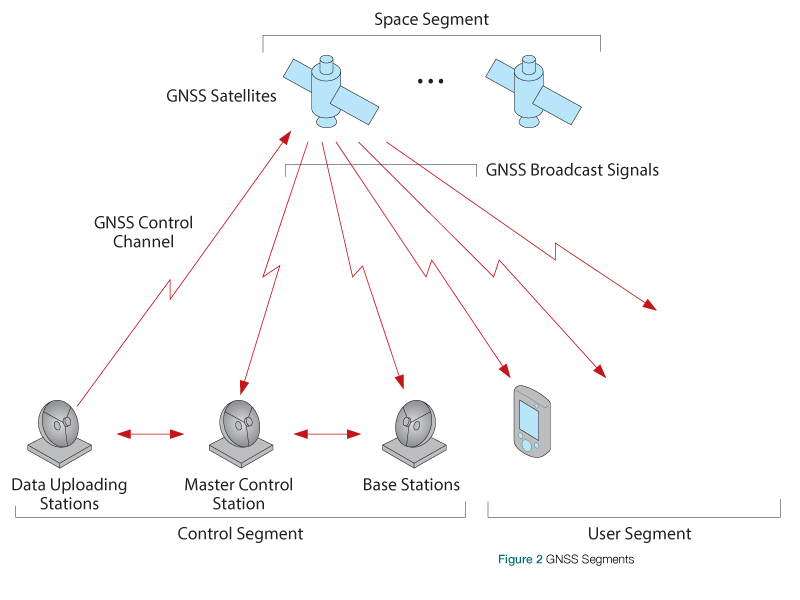 Space Segment
GNSS Satellites
GNSS Broadcast Signals
GNSS Control
Channel
Data Uploading
Stations
Master Control
Station
Base Stations
Control Segment
User Segment
Figure 2 GNSS Segments